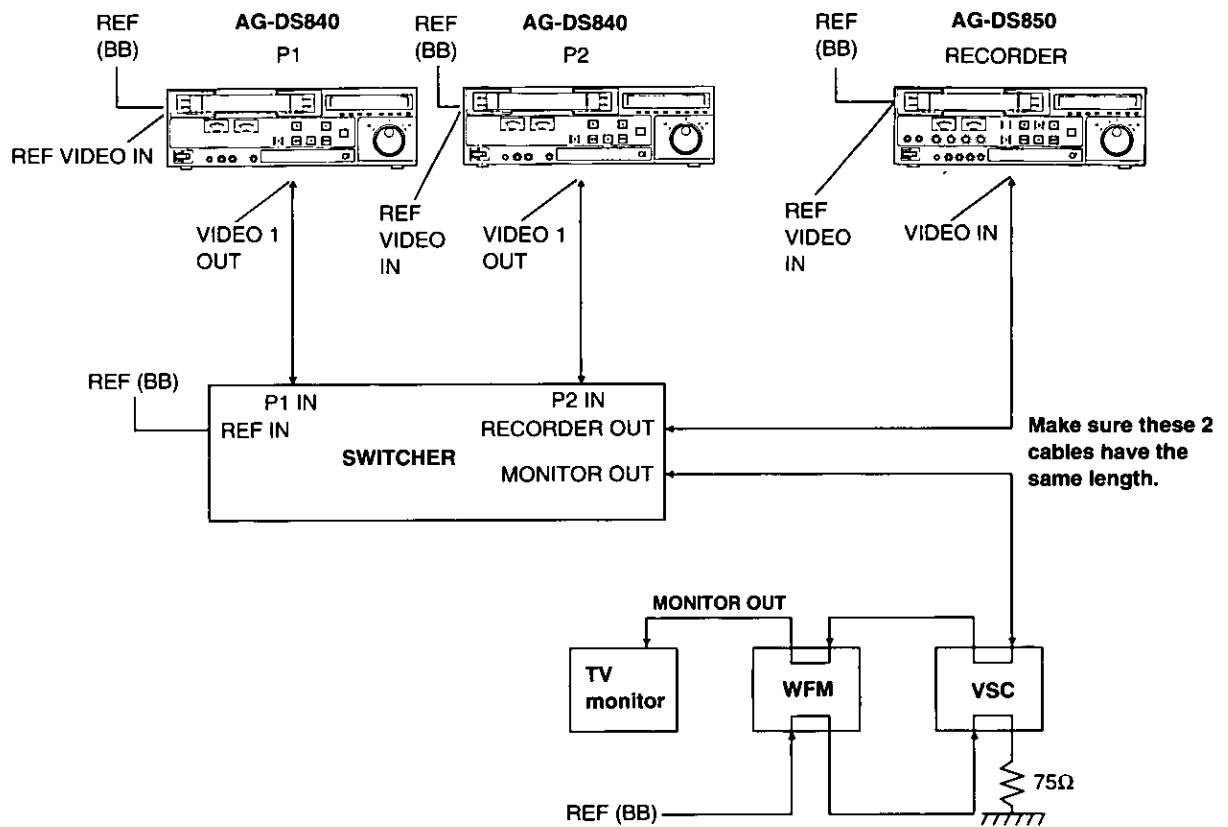 REF
(BB)
AG-DS840
P1
REF
(BB)
AG-DS840
P2
REF
(BB)
AG-DS850
RECORDER
REF VIDEO IN
VIDEO 1
OUT
REF
VIDEO
IN
VIDEO 1
OUT
REF
VIDEO
IN
VIDEO IN
REF (BB)
P1 IN
P2 IN
REF IN
RECORDER OUT
SWITCHER
MONITOR OUT
Make sure these 2
cables have the
same length.
MONITOR OUT
TV
monitor
WFM
VSC
75Ω
REF (BB)